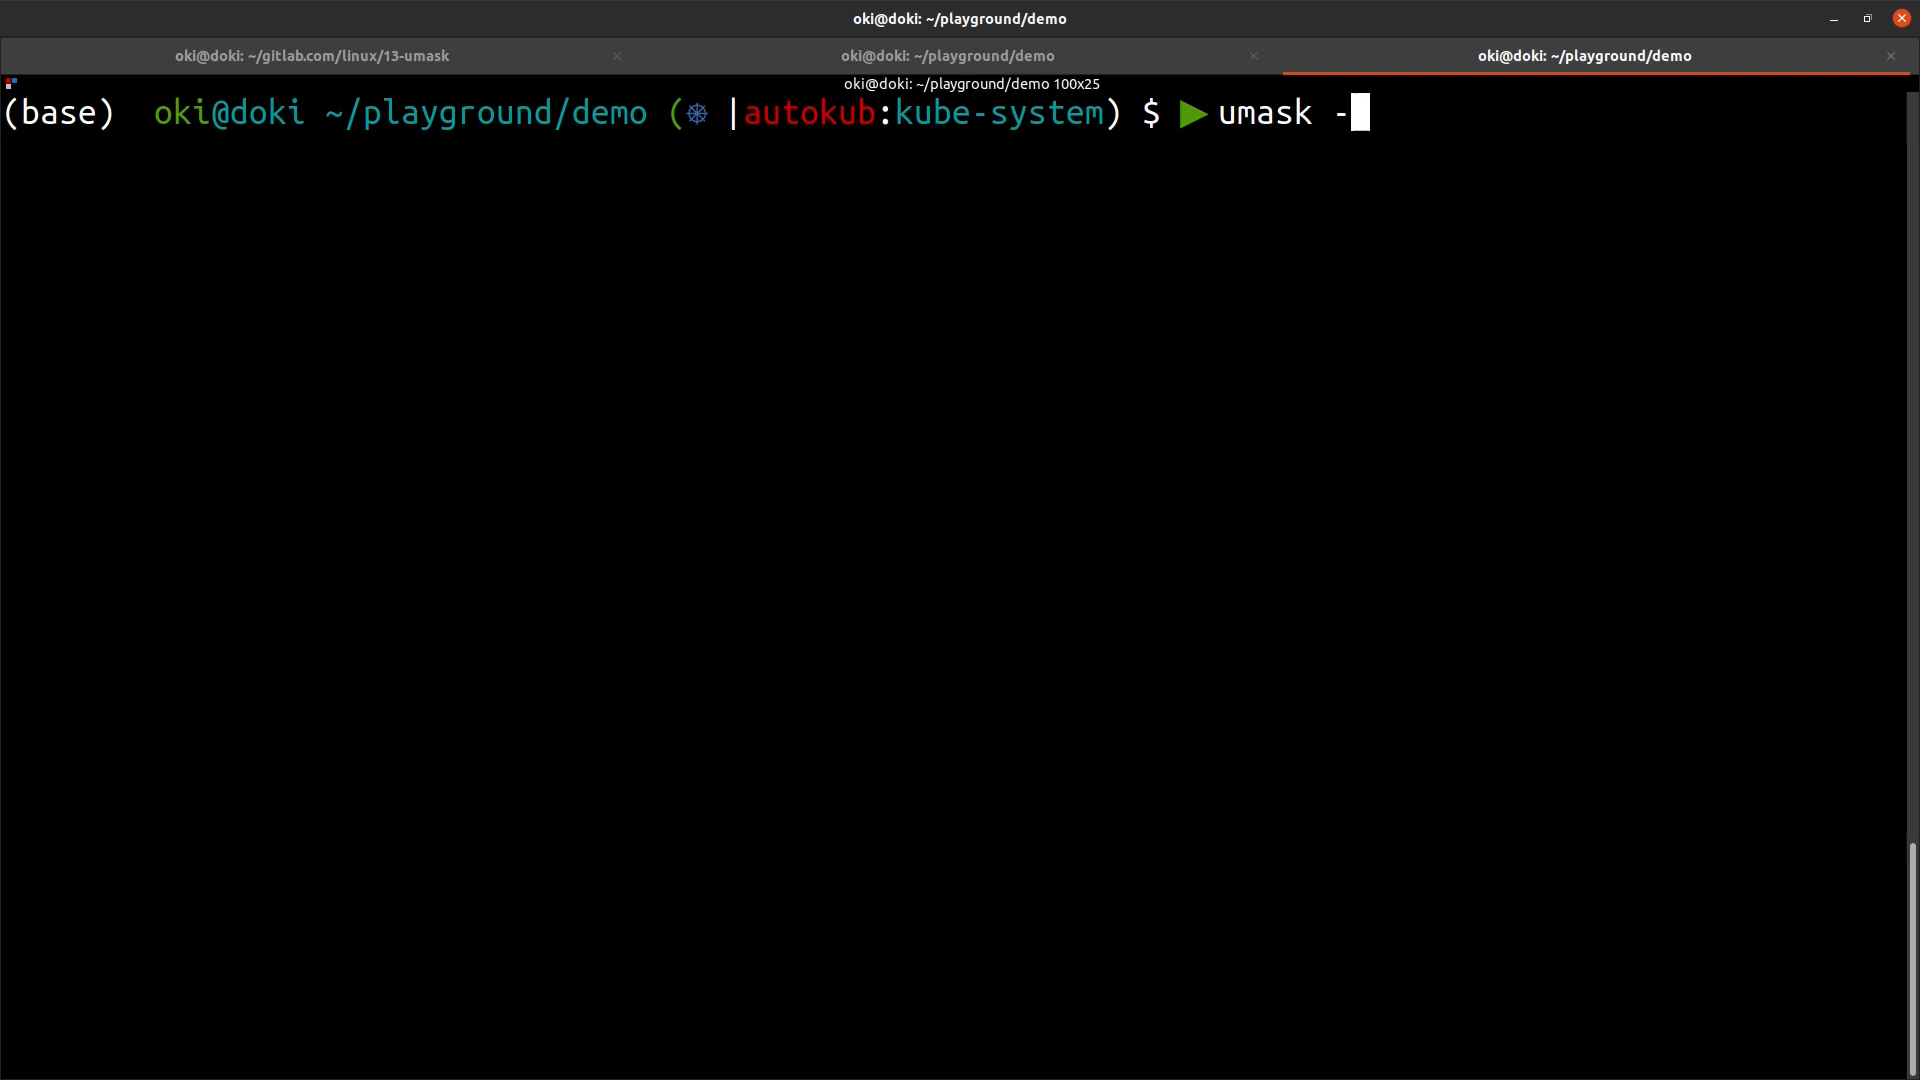 oki@doki: ~/playground/demo
oki@doki: ~/gitlab.com/linux/13-umask × oki@doki: ~/playground/demo × oki@doki: ~/playground/demo ×
oki@doki: ~/playground/demo 100x25
(base)  oki@doki ~/playground/demo (⎈ |autokub:kube-system) $ ▶ umask -